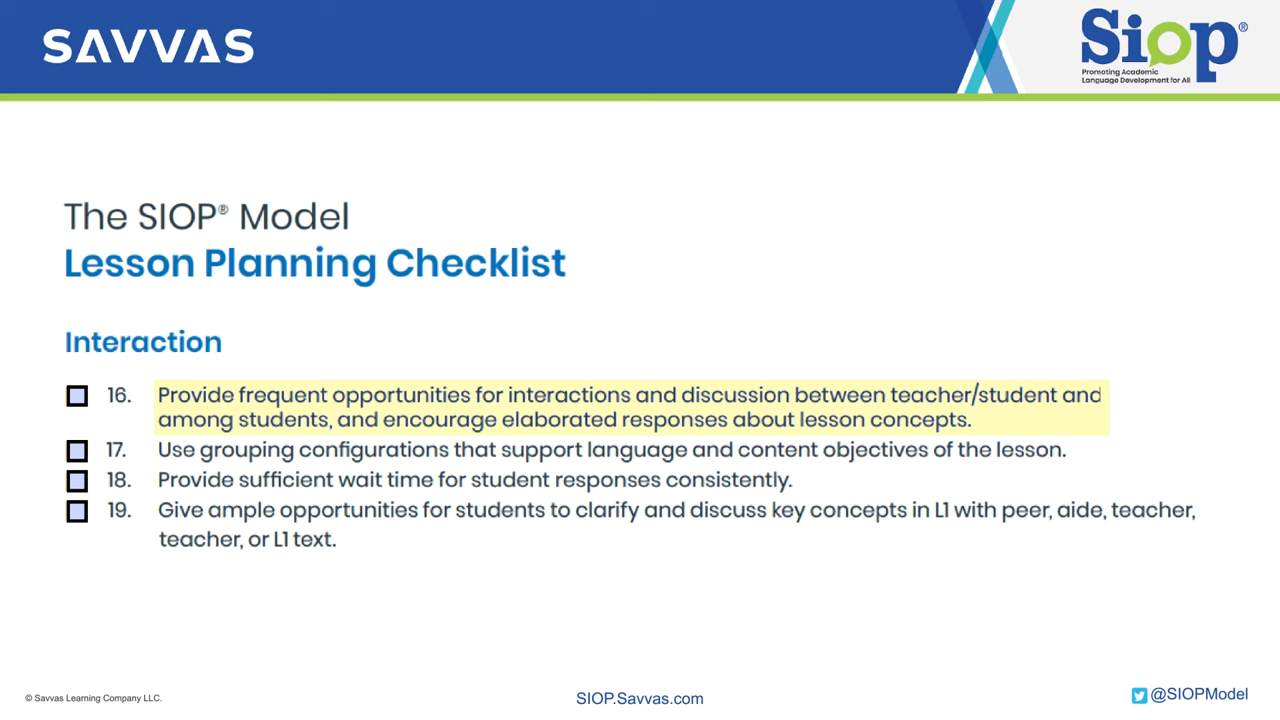 SAVVAS
Siop®
Promoting Academic
Language Development for All
The SIOP® Model
Lesson Planning Checklist
Interaction
16. Provide frequent opportunities for interactions and discussion between teacher/student and
among students, and encourage elaborated responses about lesson concepts.
17. Use grouping configurations that support language and content objectives of the lesson.
18. Provide sufficient wait time for student responses consistently.
19. Give ample opportunities for students to clarify and discuss key concepts in L1 with peer, aide, teacher,
teacher, or L1 text.
© Savvas Learning Company LLC.
SIOP.Savvas.com
@SIOPModel